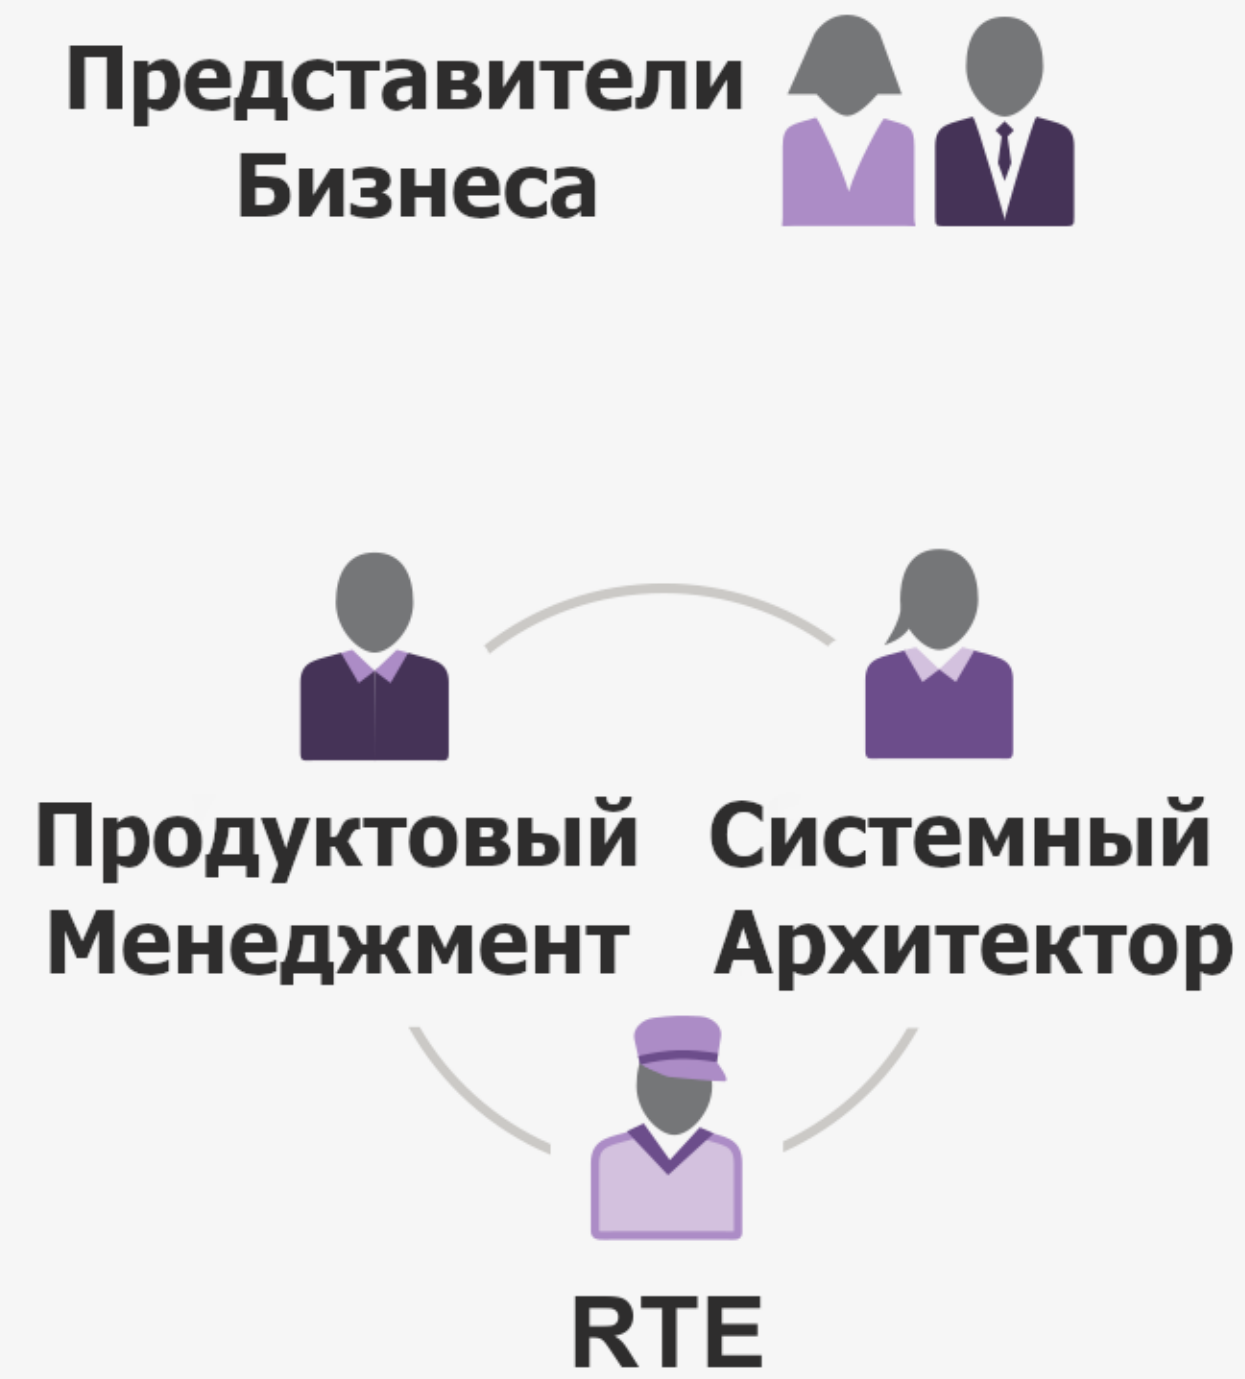 Представители
Бизнеса
Продуктовый
Менеджмент
Системный
Архитектор
RTE